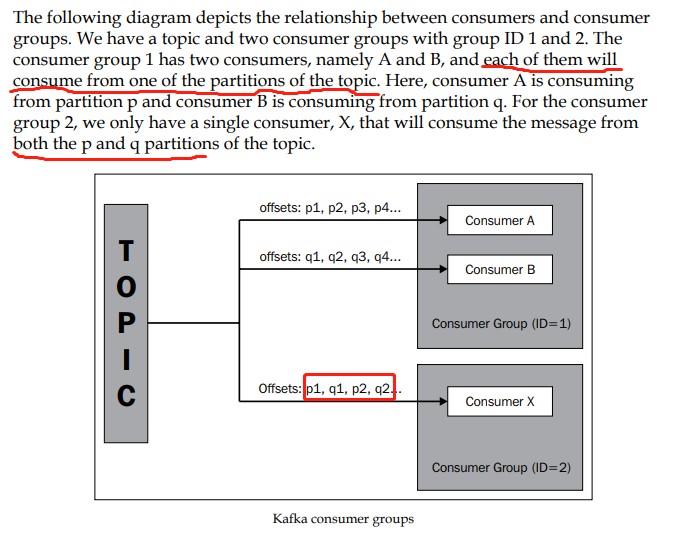 The following diagram depicts the relationship between consumers and consumer
groups. We have a topic and two consumer groups with group ID 1 and 2. The
consumer group 1 has two consumers, namely A and B, and each of them will
consume from one of the partitions of the topic. Here, consumer A is consuming
from partition p and consumer B is consuming from partition q. For the consumer
group 2, we only have a single consumer, X, that will consume the message from
both the p and q partitions of the topic.
TOPIC
offsets: p1, p2, p3, p4...
Consumer A
offsets: q1, q2, q3, q4...
Consumer B
Consumer Group (ID=1)
Offsets: p1, q1, p2, q2...
Consumer X
Consumer Group (ID=2)
Kafka consumer groups